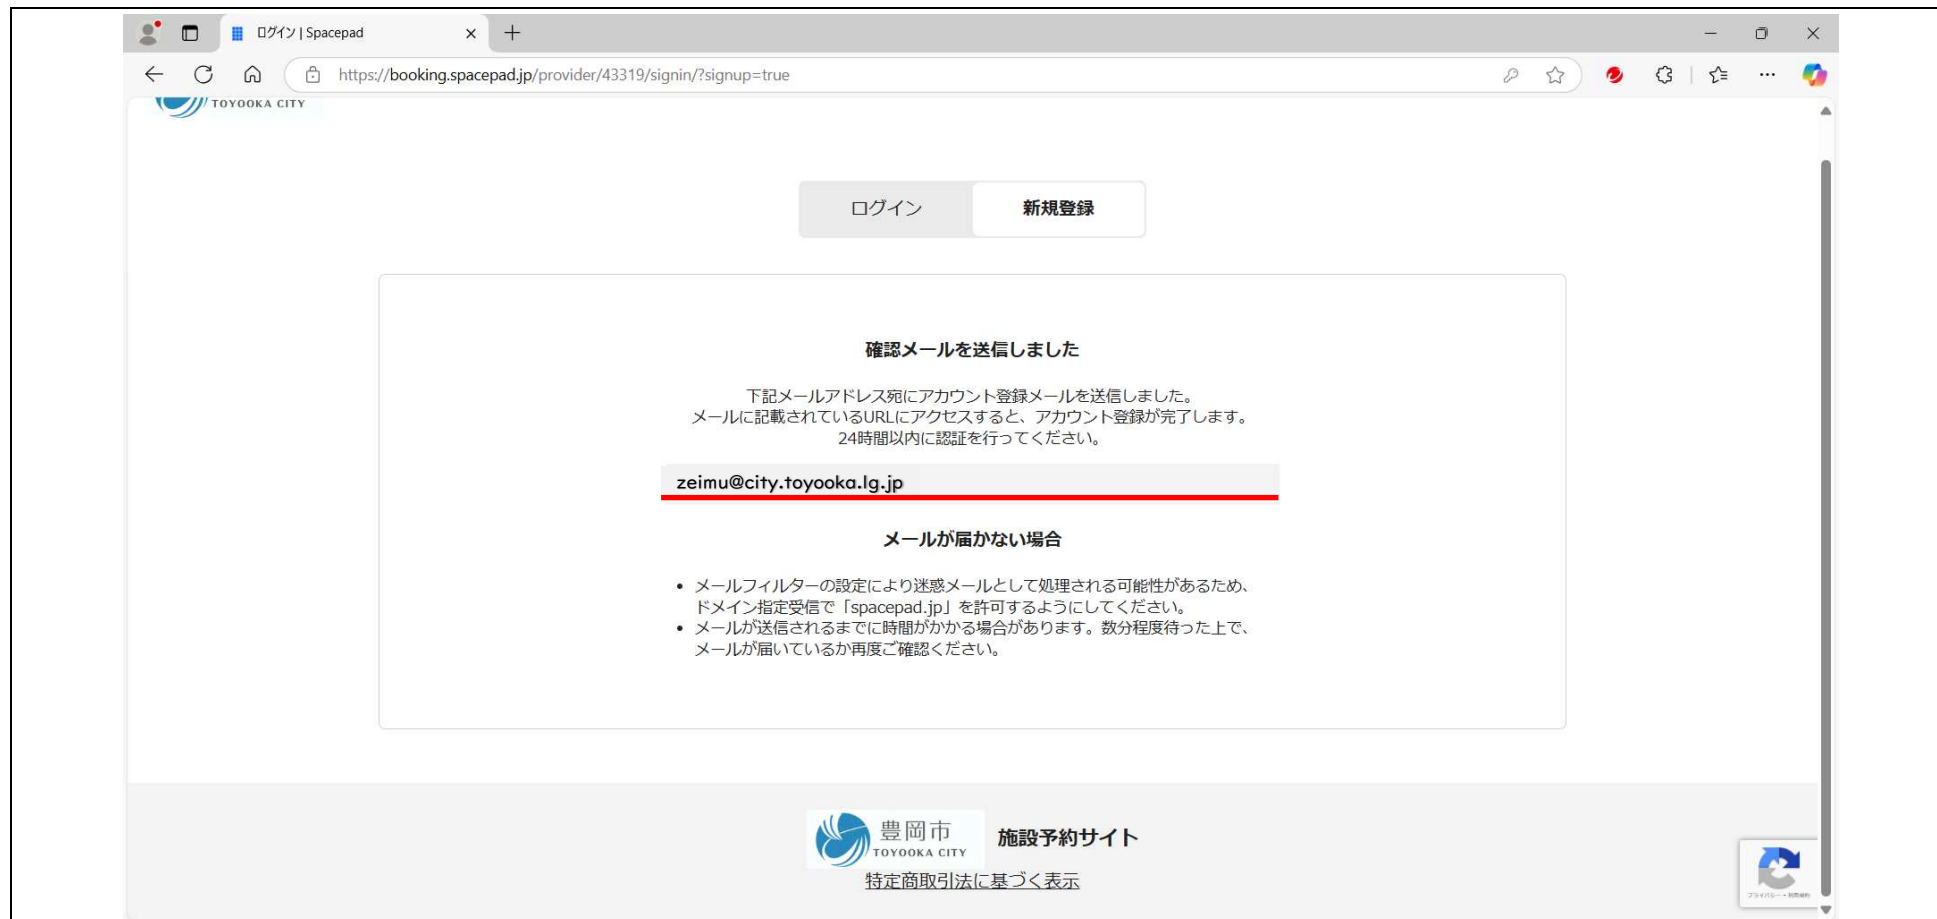 ログイン | Spacepad
https://booking.spacepad.jp/provider/43319/signin/?signup=true
TOYOOKA CITY
ログイン
新規登録
確認メールを送信しました
下記メールアドレス宛にアカウント登録メールを送信しました。
メールに記載されているURLにアクセスすると、アカウント登録が完了します。
24時間以内に認証を行ってください。
zeimu@city.toyooka.lg.jp
メールが届かない場合
• メールフィルターの設定により迷惑メールとして処理される可能性があるため、
ドメイン指定受信で「spacepad.jp」を許可するようにしてください。
• メールが送信されるまでに時間がかかる場合があります。数分程度待った上で、
メールが届いているか再度ご確認ください。
豊岡市
TOYOOKA CITY
施設予約サイト
特定商取引法に基づく表示
プライバシー • 利用規約